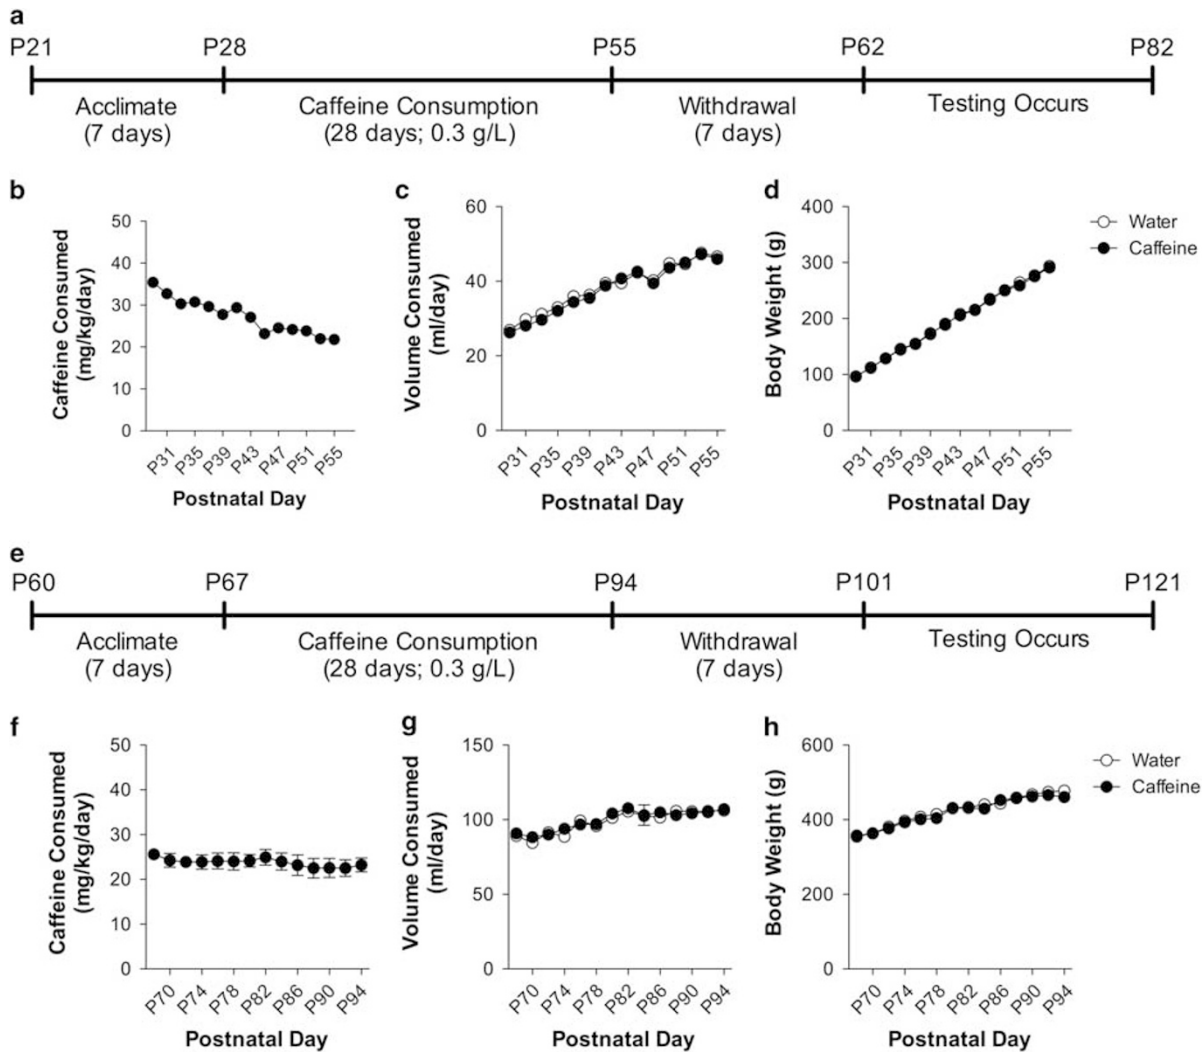 a
P21 P28 P55 P62 P82
Acclimate Caffeine Consumption Withdrawal Testing Occurs
(7 days) (28 days; 0.3 g/L) (7 days)
b
Caffeine Consumed
(mg/kg/day)
50
40
30
20
10
0
P31 P35 P39 P43 P47 P51 P55
Postnatal Day
c
Volume Consumed
(ml/day)
60
40
20
0
P31 P35 P39 P43 P47 P51 P55
Postnatal Day
d
Body Weight (g)
400
300
200
100
0
P31 P35 P39 P43 P47 P51 P55
Postnatal Day
Water
Caffeine
e
P60 P67 P94 P101 P121
Acclimate Caffeine Consumption Withdrawal Testing Occurs
(7 days) (28 days; 0.3 g/L) (7 days)
f
Caffeine Consumed
(mg/kg/day)
50
40
30
20
10
0
P70 P74 P78 P82 P86 P90 P94
Postnatal Day
g
Volume Consumed
(ml/day)
150
100
50
0
P70 P74 P78 P82 P86 P90 P94
Postnatal Day
h
Body Weight (g)
600
400
200
0
P70 P74 P78 P82 P86 P90 P94
Postnatal Day
Water
Caffeine